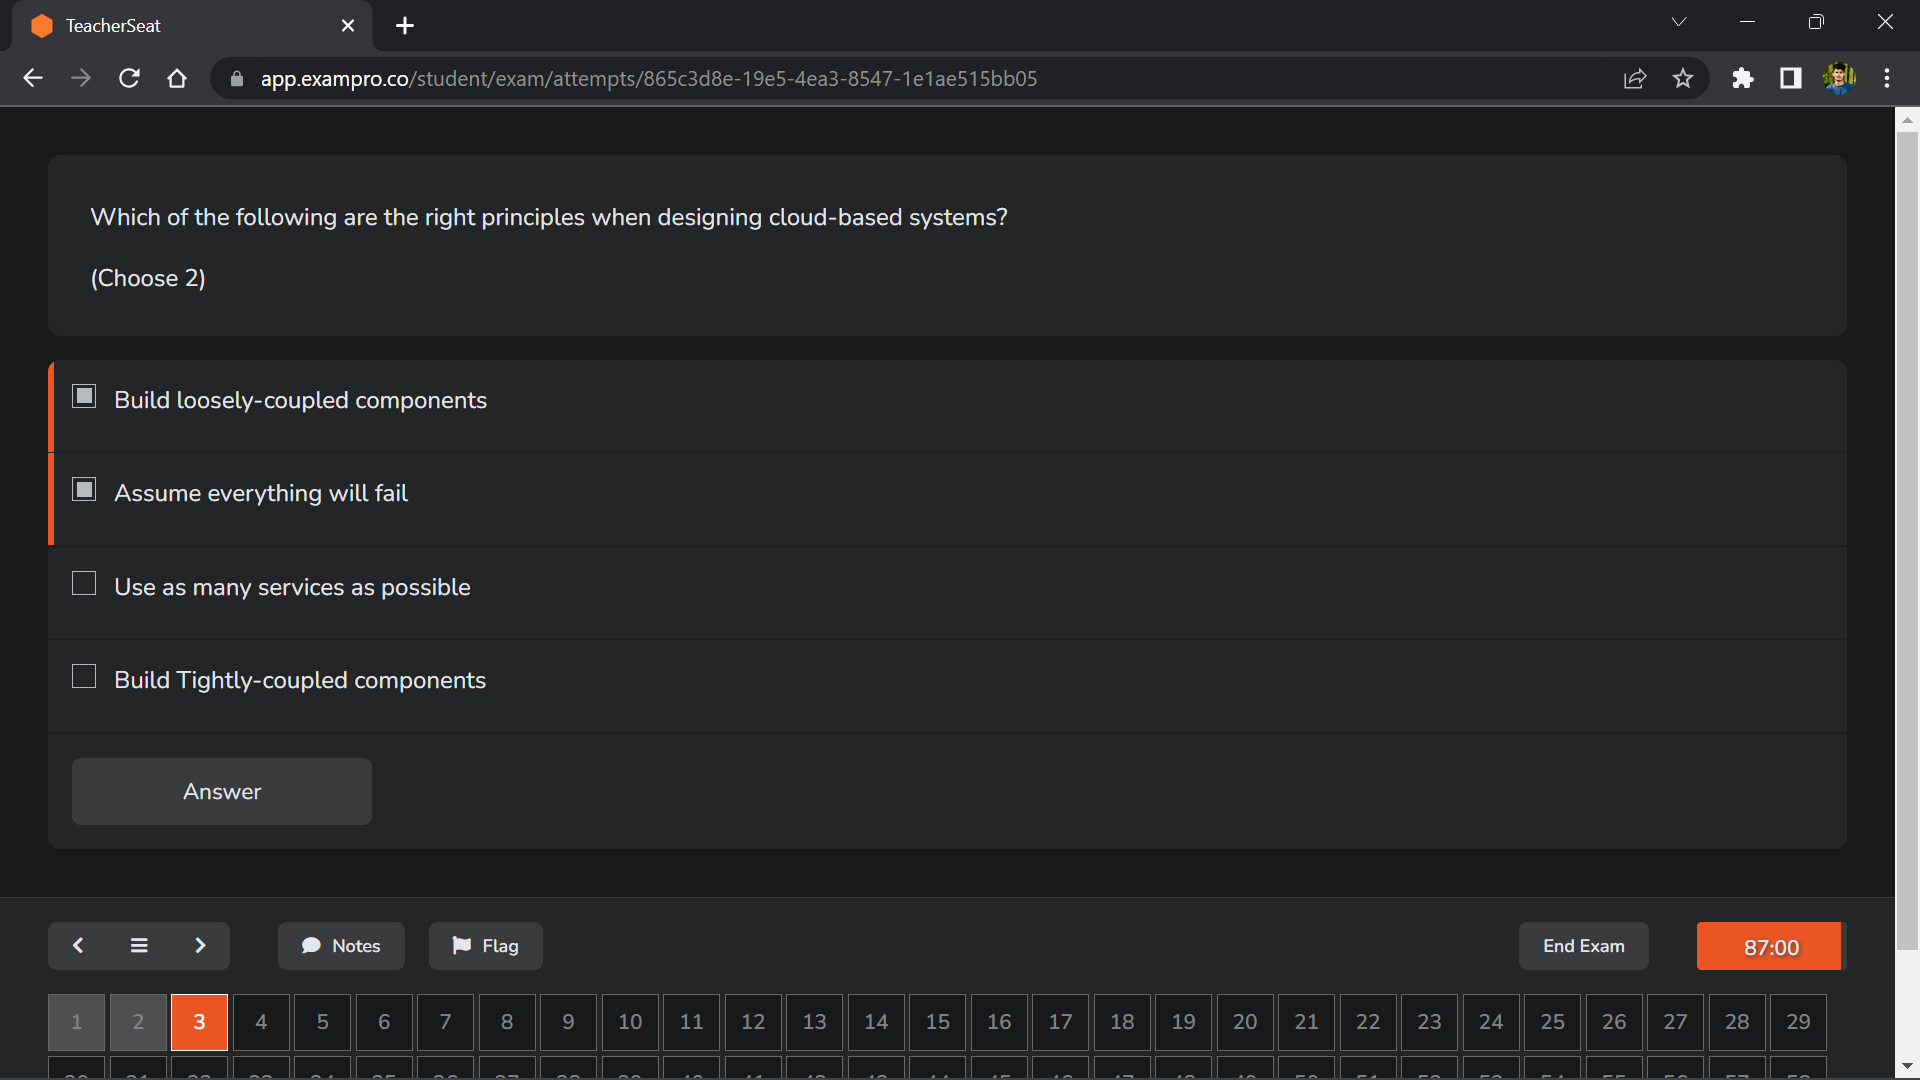 TeacherSeat
app.exampro.co/student/exam/attempts/865c3d8e-19e5-4ea3-8547-1e1ae515bb05
Which of the following are the right principles when designing cloud-based systems?
(Choose 2)
Build loosely-coupled components
Assume everything will fail
Use as many services as possible
Build Tightly-coupled components
Answer
Notes Flag End Exam 87:00
1 2 3 4 5 6 7 8 9 10 11 12 13 14 15 16 17 18 19 20 21 22 23 24 25 26 27 28 29